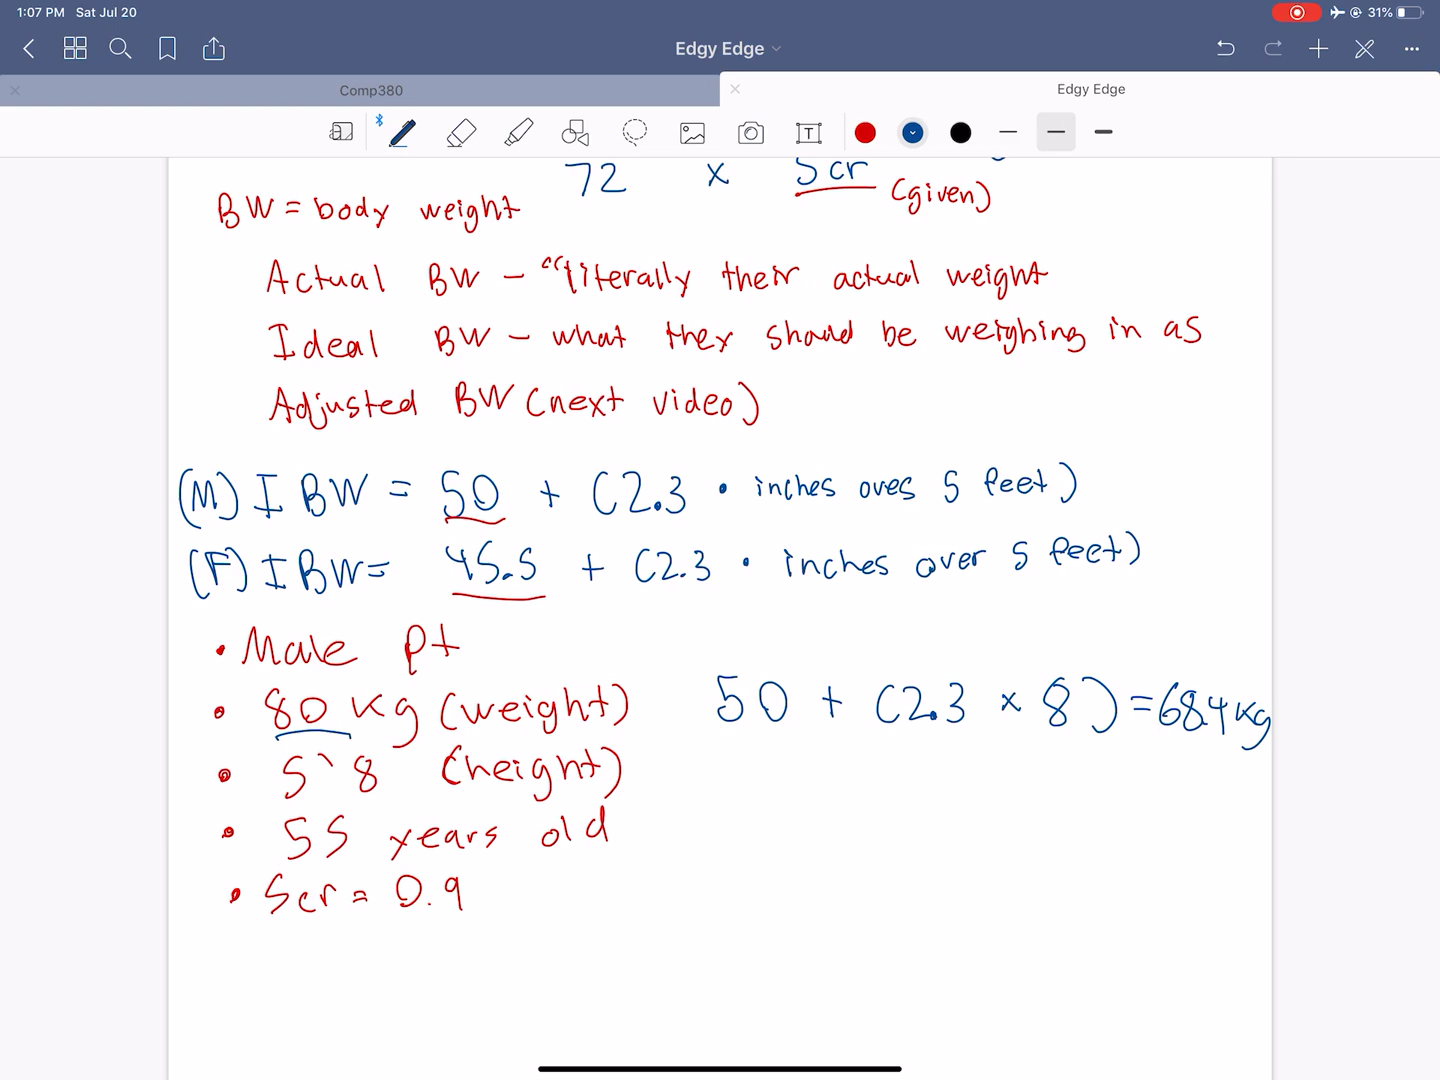 1:07 PM Sat Jul 20
31%
Edgy Edge
Comp380
Edgy Edge
T
72 x Scr (given)
BW = body weight
Actual BW - "literally their actual weight
Ideal BW - what they should be weighing in as
Adjusted BW (next video)
(M) IBW = 50 + (2.3 • inches over 5 feet)
(F) IBW = 45.5 + (2.3 • inches over 5 feet)
• Male Pt
• 80 kg (weight)
50 + (2.3 x 8) = 68.4 kg
• 5'8 (height)
• 55 years old
• Scr = 0.9